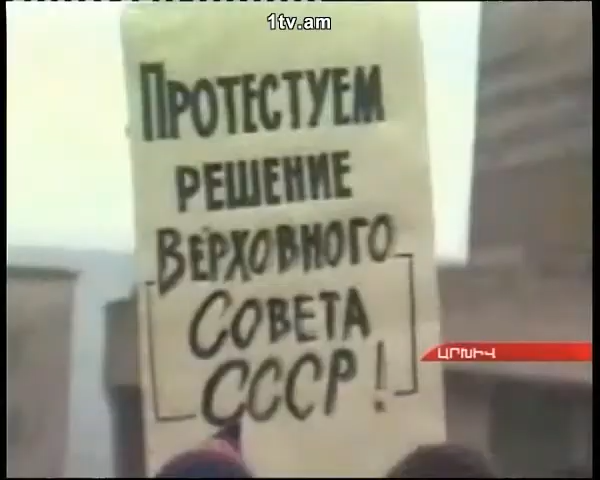 1tv.am
ПРОТЕСТУЕМ
РЕШЕНИЕ
ВЕРХОВНОГО
СОВЕТА
СССР!
ԱՐԽԻՎ